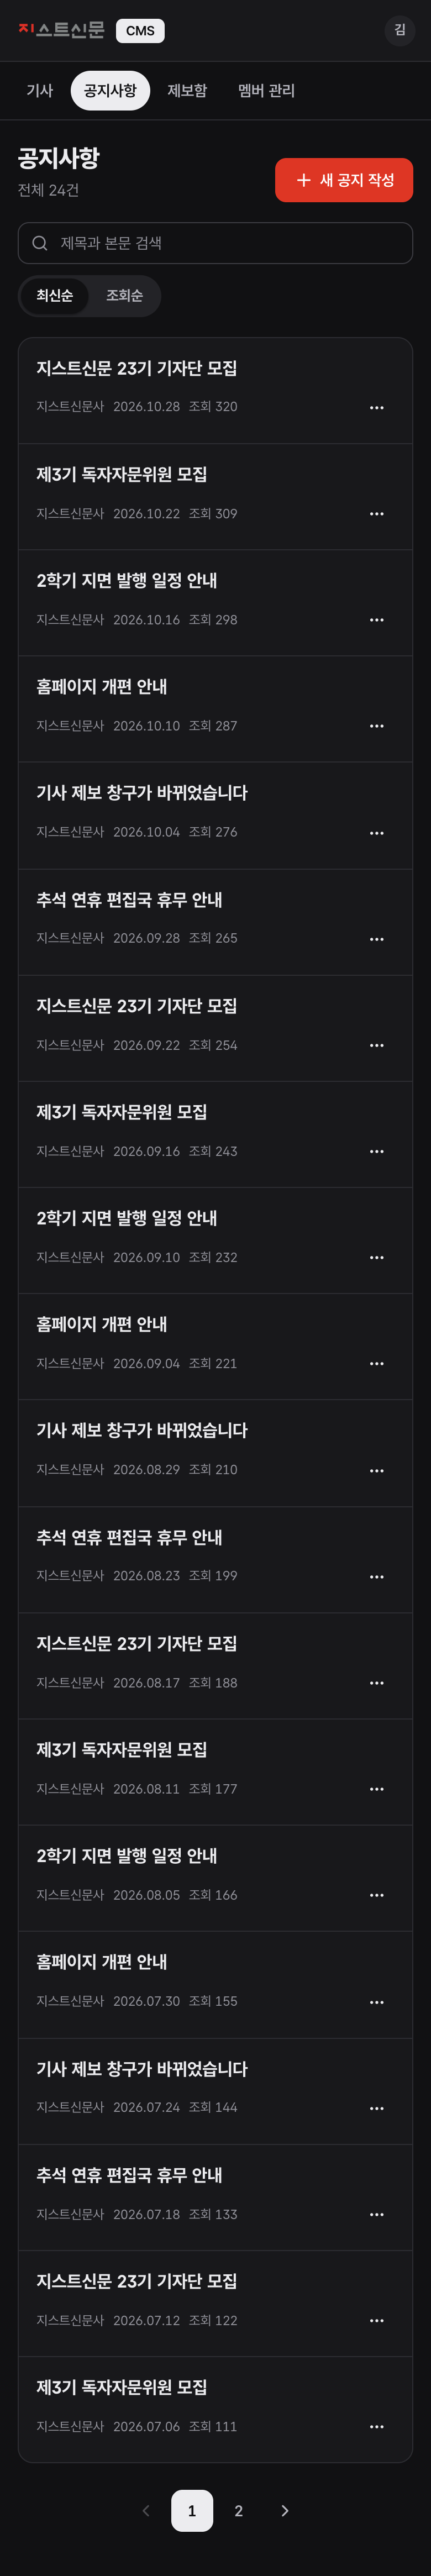 지스트신문 CMS 김
기사 공지사항 제보함 멤버 관리
공지사항
전체 24건
새 공지 작성
제목과 본문 검색
최신순 조회순
지스트신문 23기 기자단 모집
지스트신문사 2026.10.28 조회 320
제3기 독자자문위원 모집
지스트신문사 2026.10.22 조회 309
2학기 지면 발행 일정 안내
지스트신문사 2026.10.16 조회 298
홈페이지 개편 안내
지스트신문사 2026.10.10 조회 287
기사 제보 창구가 바뀌었습니다
지스트신문사 2026.10.04 조회 276
추석 연휴 편집국 휴무 안내
지스트신문사 2026.09.28 조회 265
지스트신문 23기 기자단 모집
지스트신문사 2026.09.22 조회 254
제3기 독자자문위원 모집
지스트신문사 2026.09.16 조회 243
2학기 지면 발행 일정 안내
지스트신문사 2026.09.10 조회 232
홈페이지 개편 안내
지스트신문사 2026.09.04 조회 221
기사 제보 창구가 바뀌었습니다
지스트신문사 2026.08.29 조회 210
추석 연휴 편집국 휴무 안내
지스트신문사 2026.08.23 조회 199
지스트신문 23기 기자단 모집
지스트신문사 2026.08.17 조회 188
제3기 독자자문위원 모집
지스트신문사 2026.08.11 조회 177
2학기 지면 발행 일정 안내
지스트신문사 2026.08.05 조회 166
홈페이지 개편 안내
지스트신문사 2026.07.30 조회 155
기사 제보 창구가 바뀌었습니다
지스트신문사 2026.07.24 조회 144
추석 연휴 편집국 휴무 안내
지스트신문사 2026.07.18 조회 133
지스트신문 23기 기자단 모집
지스트신문사 2026.07.12 조회 122
제3기 독자자문위원 모집
지스트신문사 2026.07.06 조회 111
1 2